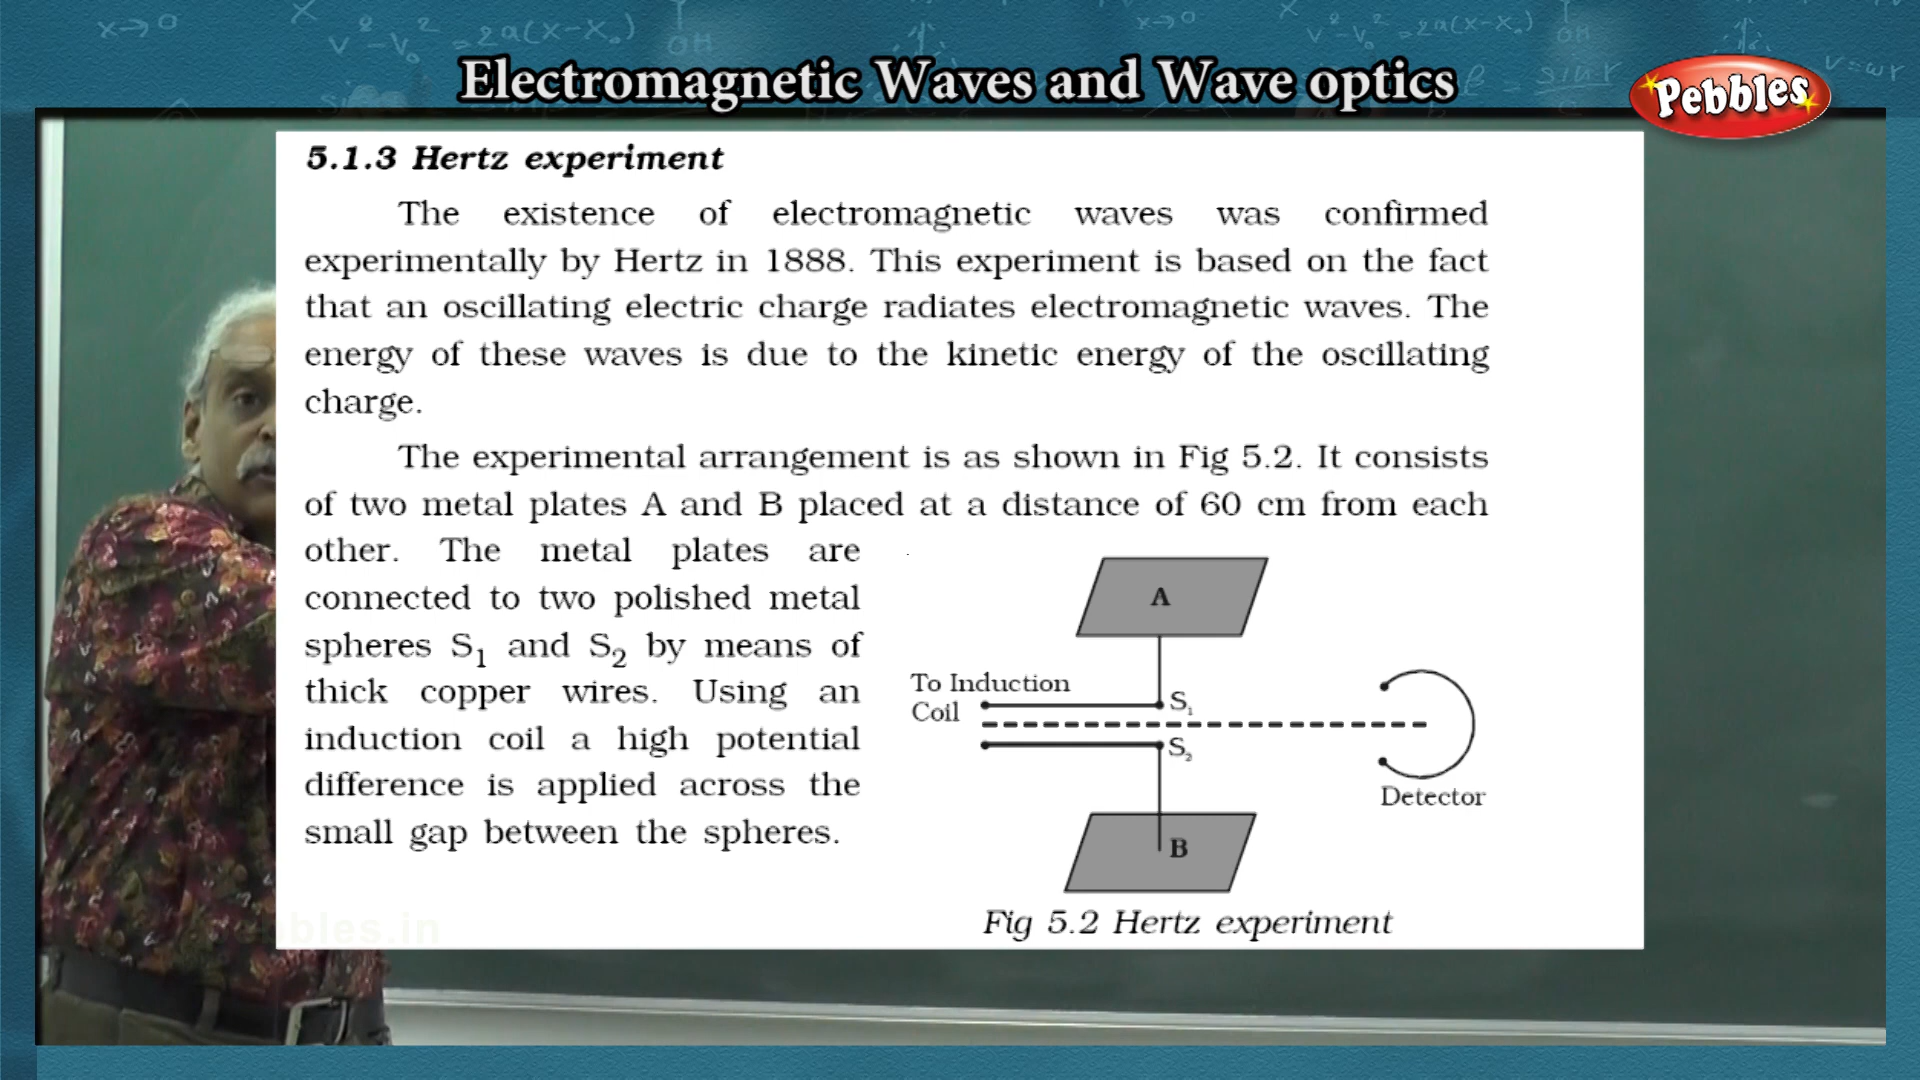 Electromagnetic Waves and Wave optics
Pebbles
5.1.3 Hertz experiment
The existence of electromagnetic waves was confirmed
experimentally by Hertz in 1888. This experiment is based on the fact
that an oscillating electric charge radiates electromagnetic waves. The
energy of these waves is due to the kinetic energy of the oscillating
charge.
The experimental arrangement is as shown in Fig 5.2. It consists
of two metal plates A and B placed at a distance of 60 cm from each
other. The metal plates are
connected to two polished metal
spheres S₁ and S₂ by means of
thick copper wires. Using an
induction coil a high potential
difference is applied across the
small gap between the spheres.
A
To Induction
Coil
S₁
S₂
Detector
B
Fig 5.2 Hertz experiment